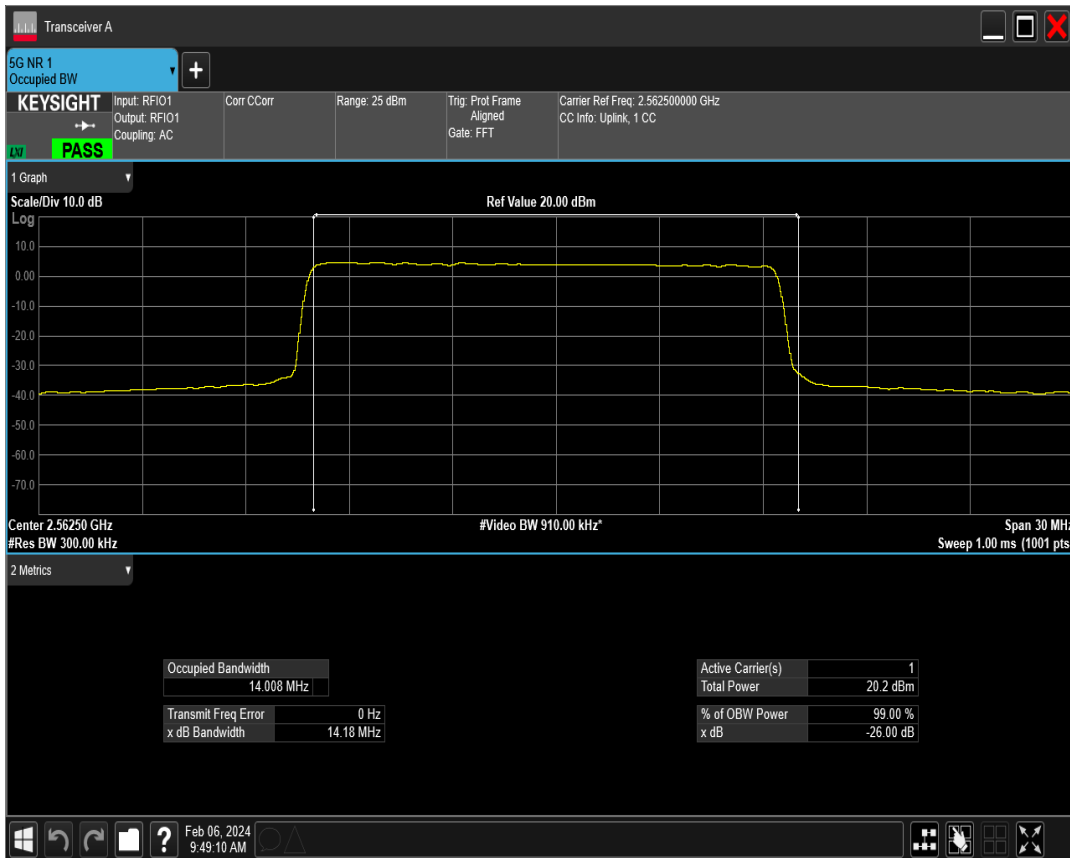 Transceiver A
5G NR 1
Occupied BW
+
KEYSIGHT
LXI
PASS
Input: RFIO1
Output: RFIO1
Coupling: AC
Corr CCorr
Range: 25 dBm
Trig: Prot Frame
Aligned
Gate: FFT
Carrier Ref Freq: 2.562500000 GHz
CC Info: Uplink, 1 CC
1 Graph
Scale/Div 10.0 dB
Ref Value 20.00 dBm
Log
10.0
0.00
-10.0
-20.0
-30.0
-40.0
-50.0
-60.0
-70.0
Center 2.56250 GHz
#Video BW 910.00 kHz*
Span 30 MHz
#Res BW 300.00 kHz
Sweep 1.00 ms (1001 pts
2 Metrics
Occupied Bandwidth
14.008 MHz
Transmit Freq Error 0 Hz
x dB Bandwidth 14.18 MHz
Active Carrier(s) 1
Total Power 20.2 dBm
% of OBW Power 99.00 %
x dB -26.00 dB
?
Feb 06, 2024
9:49:10 AM